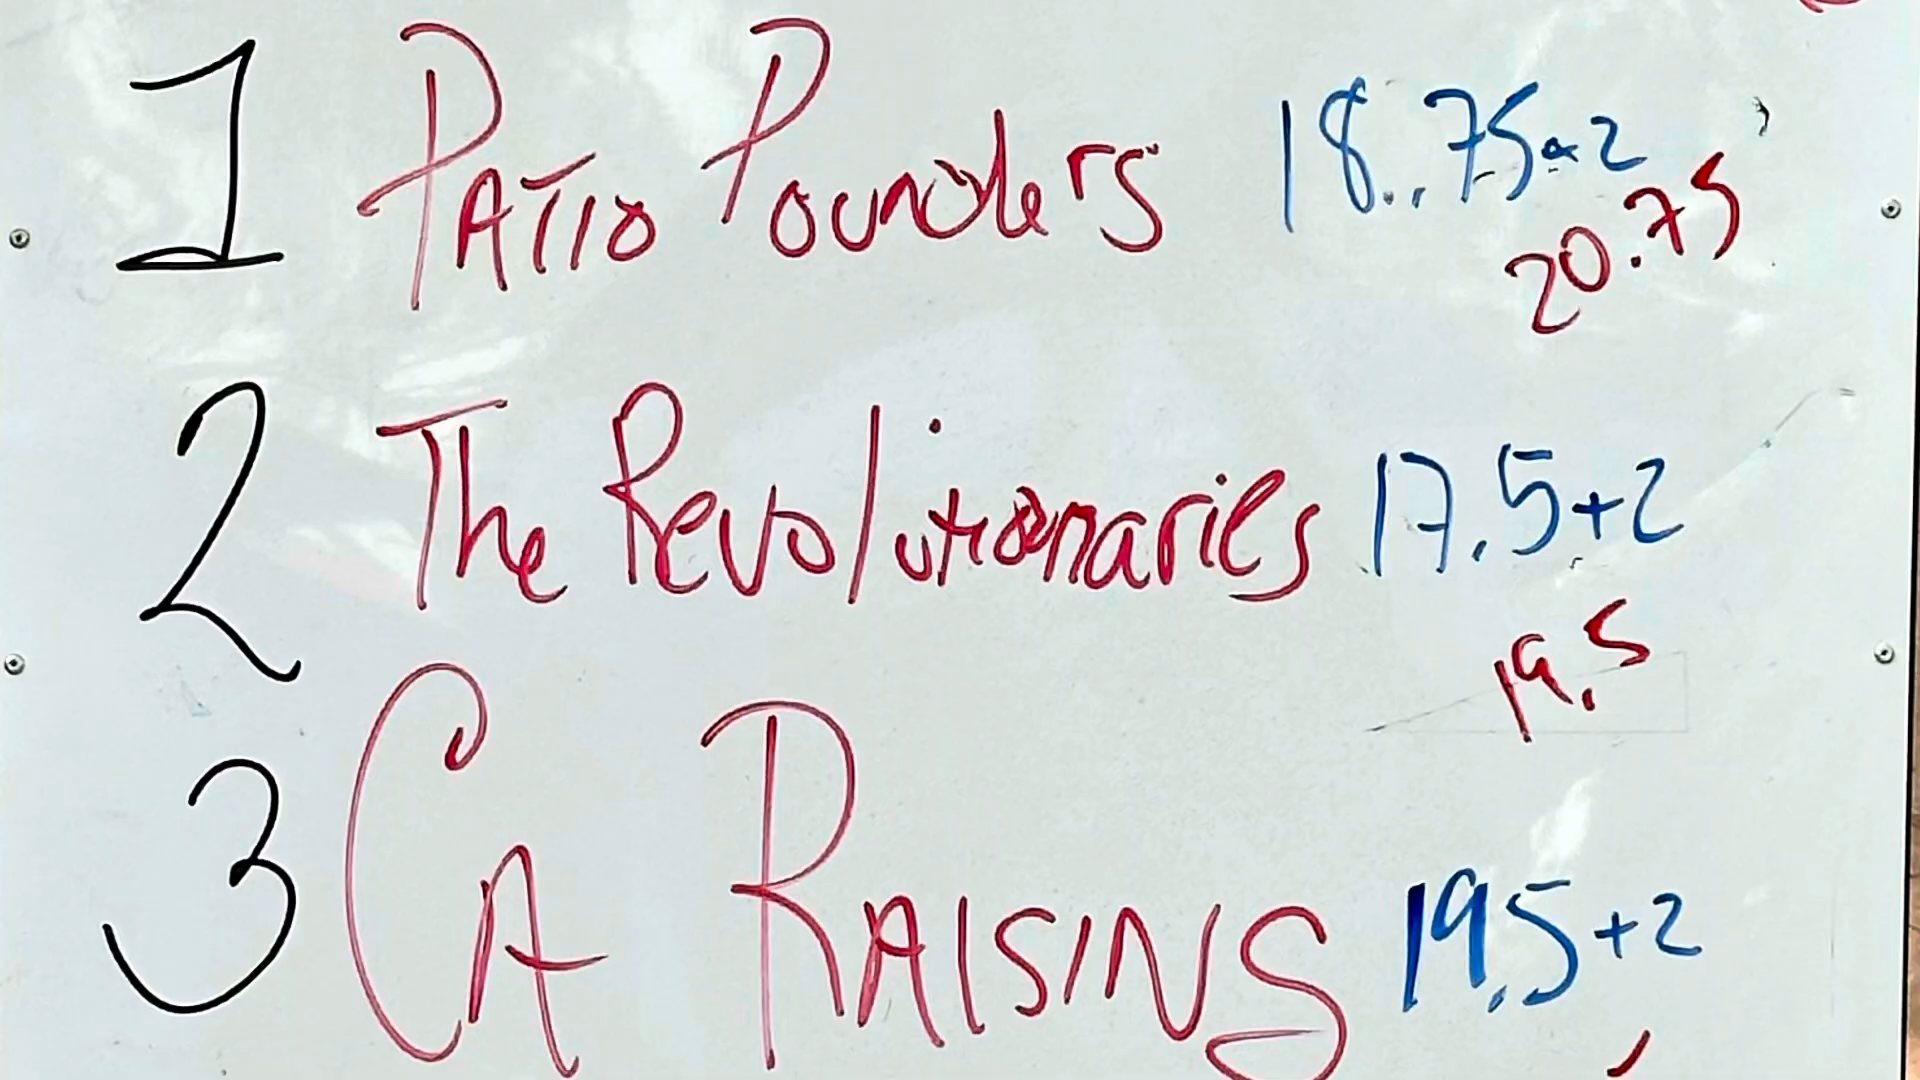 1 PATIO Pounders 18.75+2
20.75
2 The Revolutionaries 17.5+2
19.5
3 CA RAISINS 19.5+2